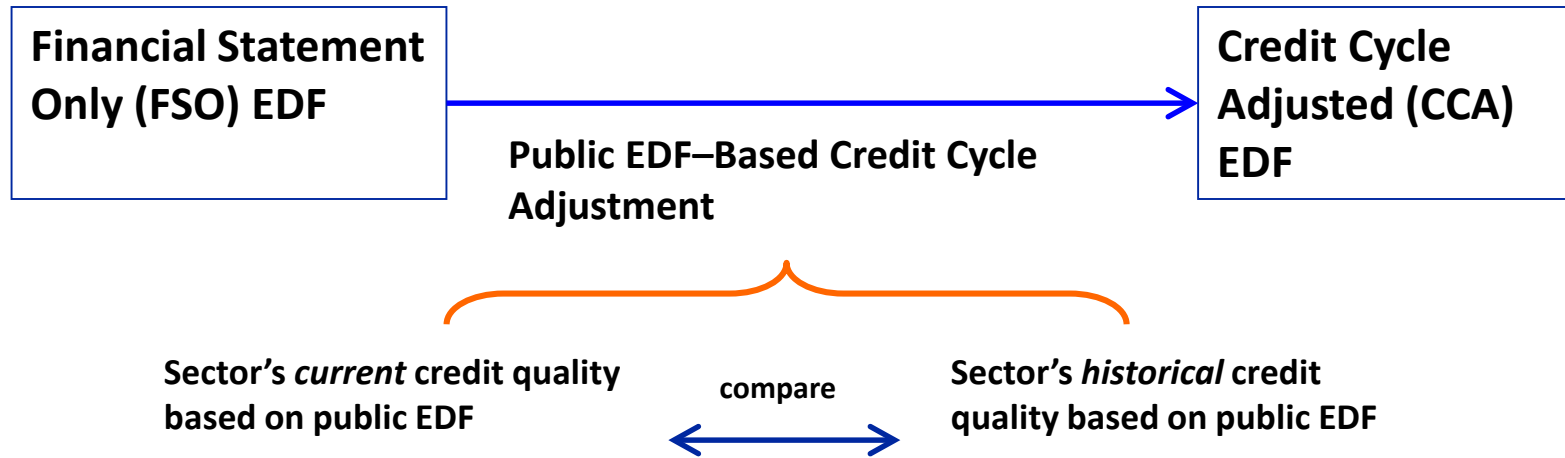 Financial Statement
Only (FSO) EDF
Credit Cycle
Adjusted (CCA)
EDF
Public EDF–Based Credit Cycle
Adjustment
Sector’s current credit quality
based on public EDF
compare
Sector’s historical credit
quality based on public EDF